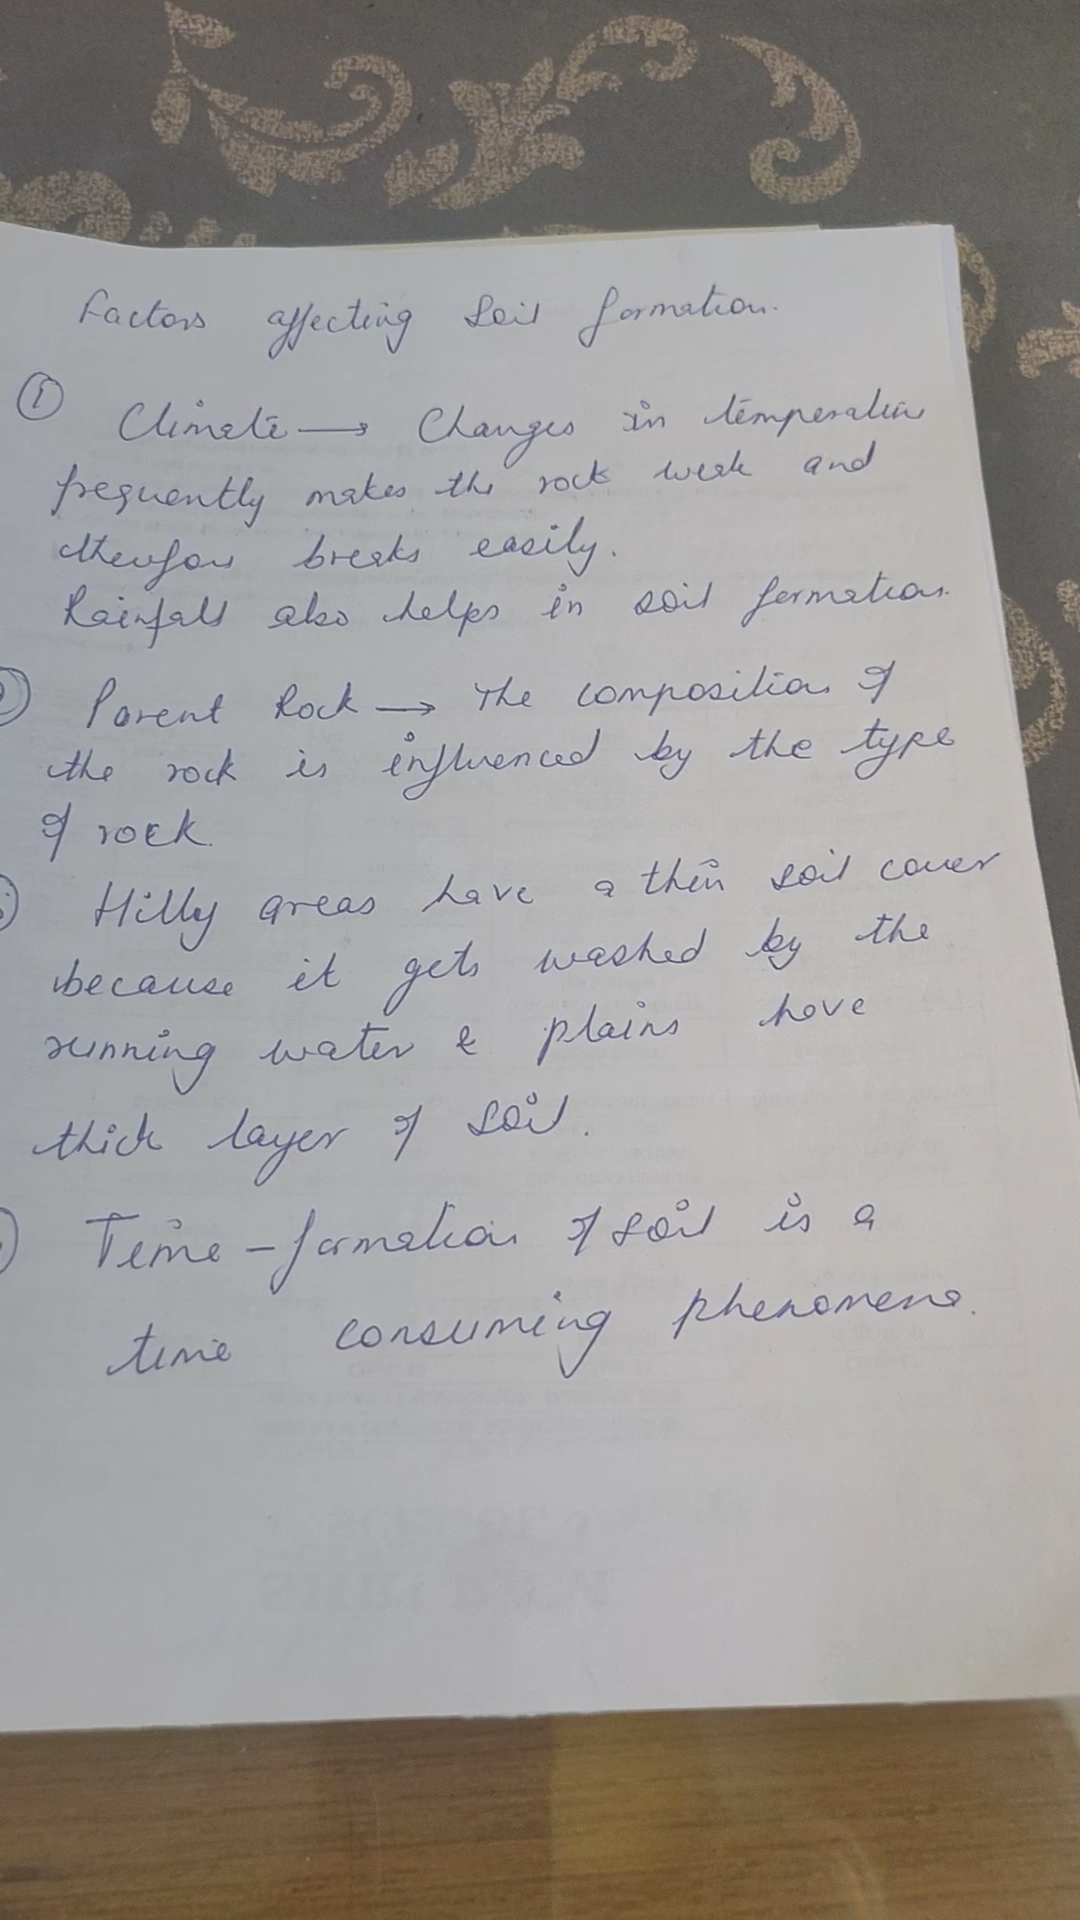 Factors affecting Soil formation.
① Climate → Changes in temperature
frequently makes the rock weak and
therefore breaks easily.
Rainfall also helps in soil formation.
Parent Rock → The composition of
the rock is influenced by the type
of rock.
Hilly areas have a thin soil cover
because it gets washed by the
running water & plains have
thick layer of soil.
Time - formation of soil is a
time consuming phenomena.